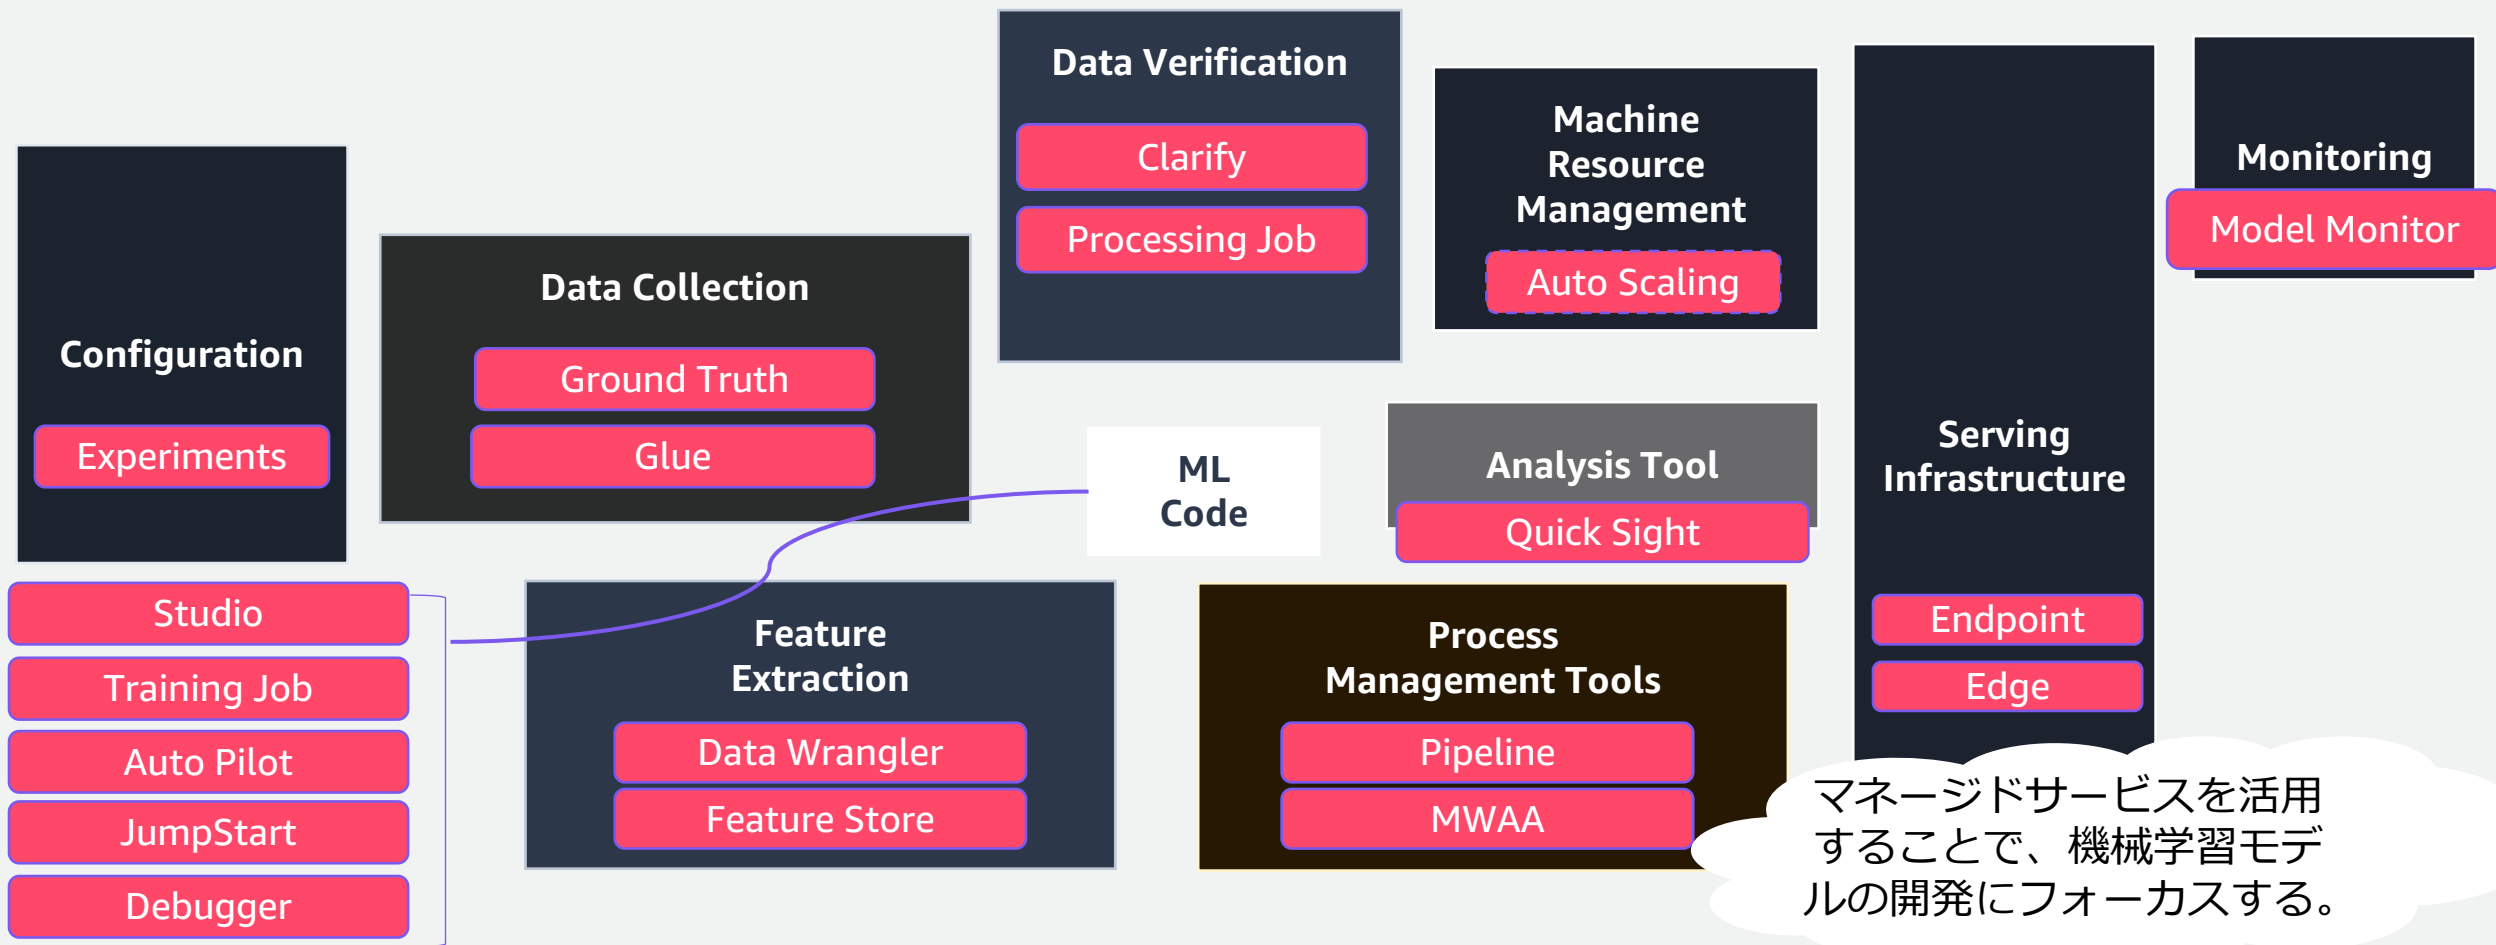 Configuration
Experiments
Data Collection
Ground Truth
Glue
Data Verification
Clarify
Processing Job
Machine
Resource
Management
Auto Scaling
Serving
Infrastructure
Endpoint
Edge
Monitoring
Model Monitor
ML
Code
Analysis Tool
Quick Sight
Studio
Training Job
Auto Pilot
JumpStart
Debugger
Feature
Extraction
Data Wrangler
Feature Store
Process
Management Tools
Pipeline
MWAA
マネージドサービスを活用
することで、機械学習モデ
ルの開発にフォーカスする。